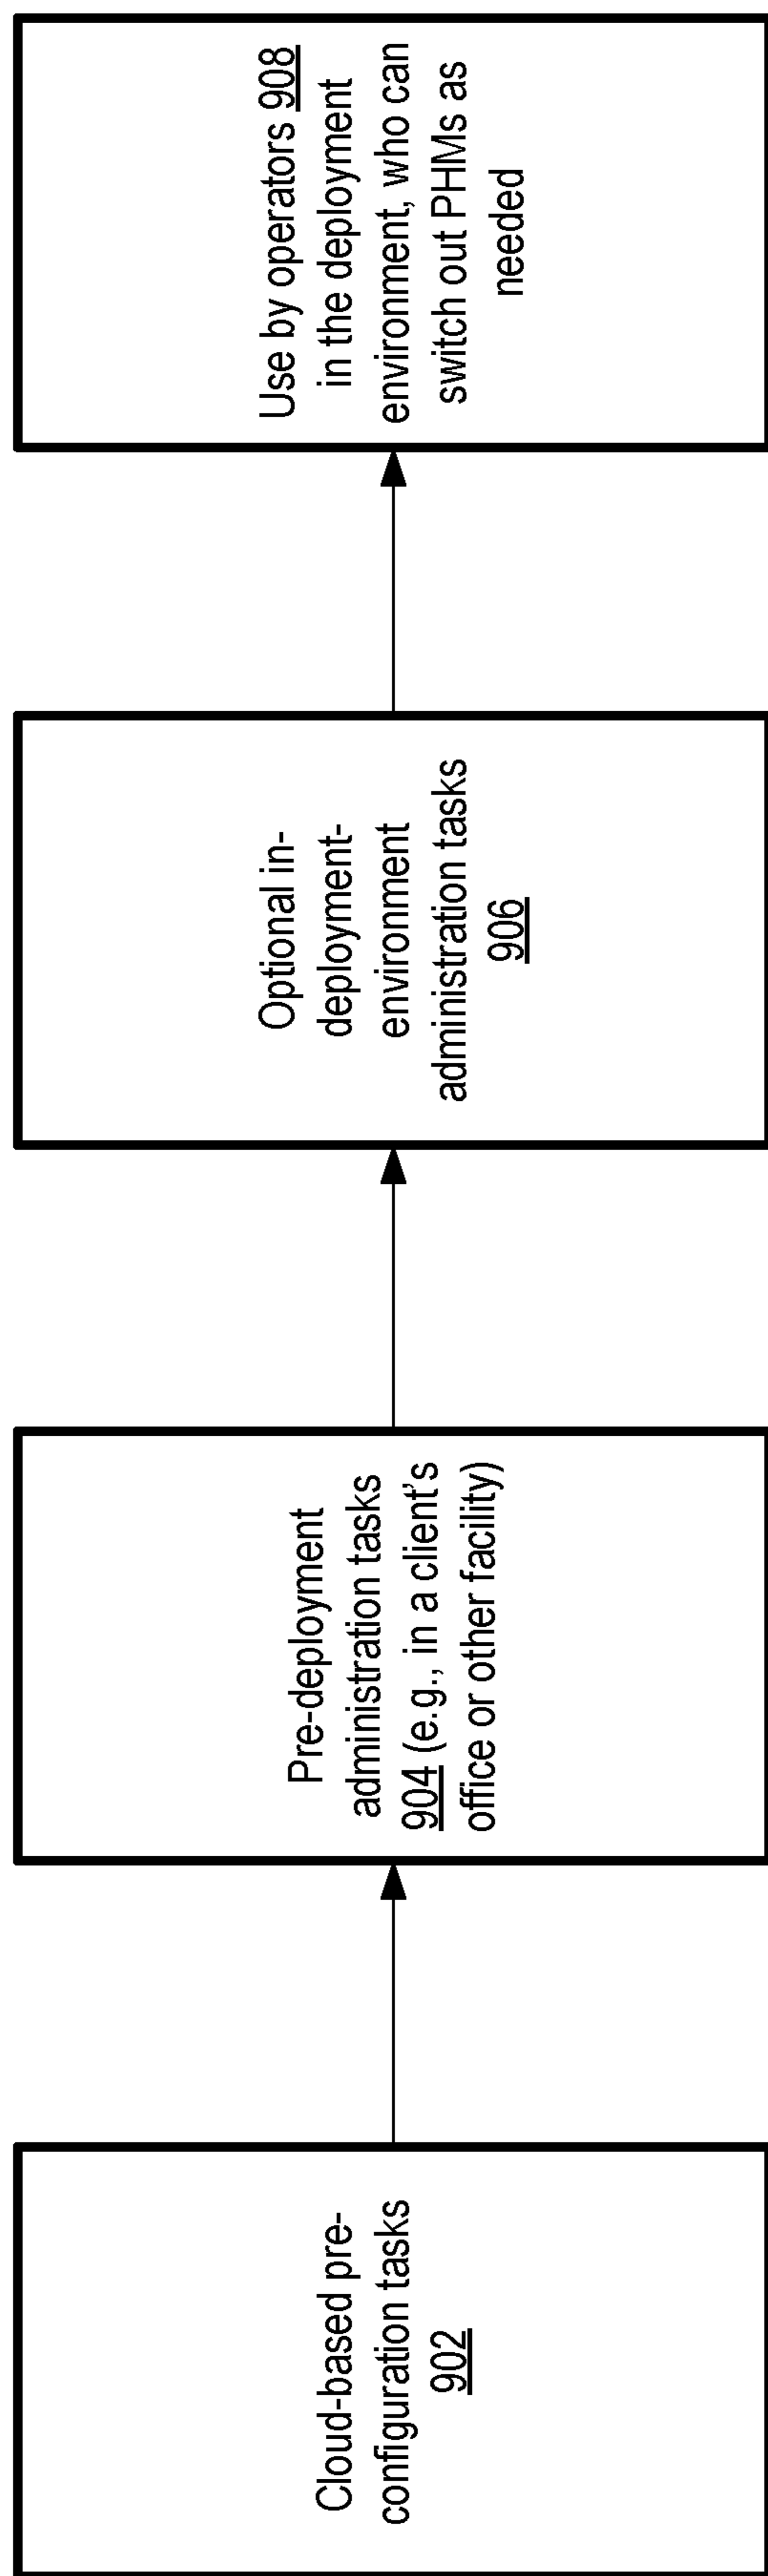 Cloud-based pre-
configuration tasks
902
Pre-deployment
administration tasks
904 (e.g., in a client's
office or other facility)
Optional in-
deployment-
environment
administration tasks
906
Use by operators 908
in the deployment
environment, who can
switch out PHMs as
needed